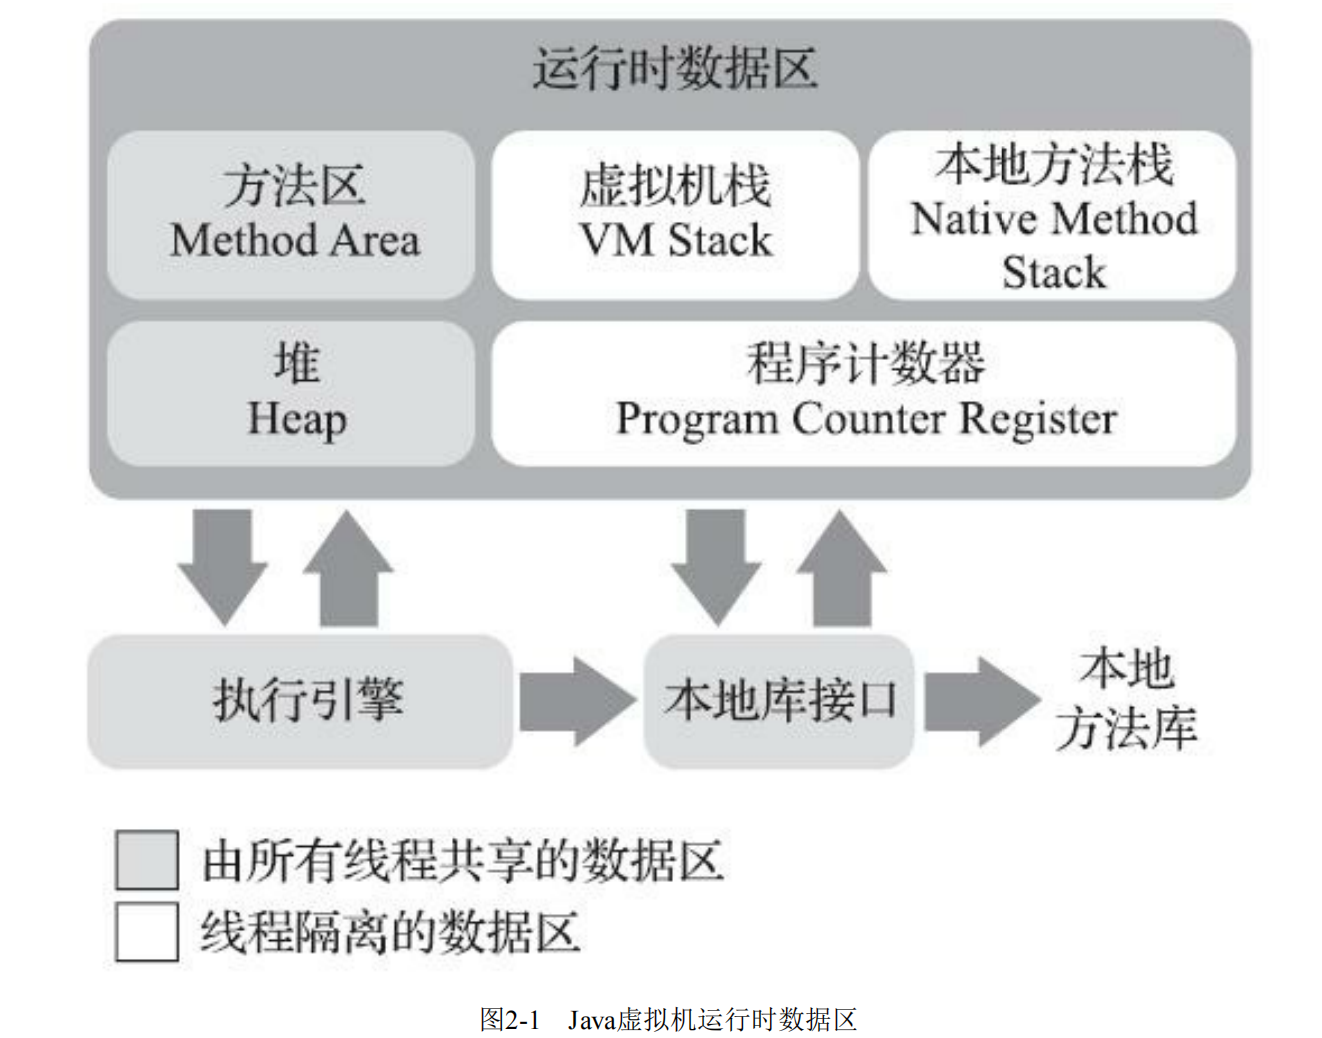 运行时数据区
方法区
Method Area
虚拟机栈
VM Stack
本地方法栈
Native Method
Stack
堆
Heap
程序计数器
Program Counter Register
执行引擎
本地库接口
本地
方法库
由所有线程共享的数据区
线程隔离的数据区
图2-1 Java虚拟机运行时数据区